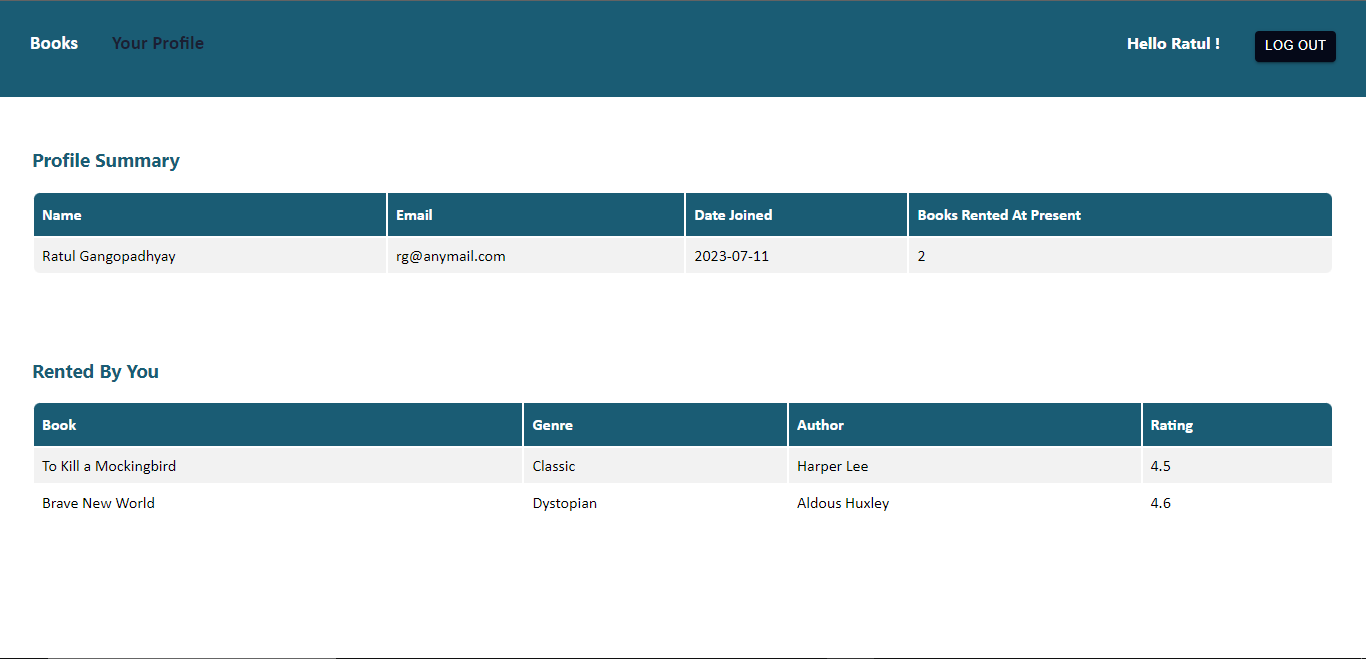 Books Your Profile Hello Ratul ! LOG OUT
Profile Summary
Name Email Date Joined Books Rented At Present
Ratul Gangopadhyay rg@anymail.com 2023-07-11 2
Rented By You
Book Genre Author Rating
To Kill a Mockingbird Classic Harper Lee 4.5
Brave New World Dystopian Aldous Huxley 4.6